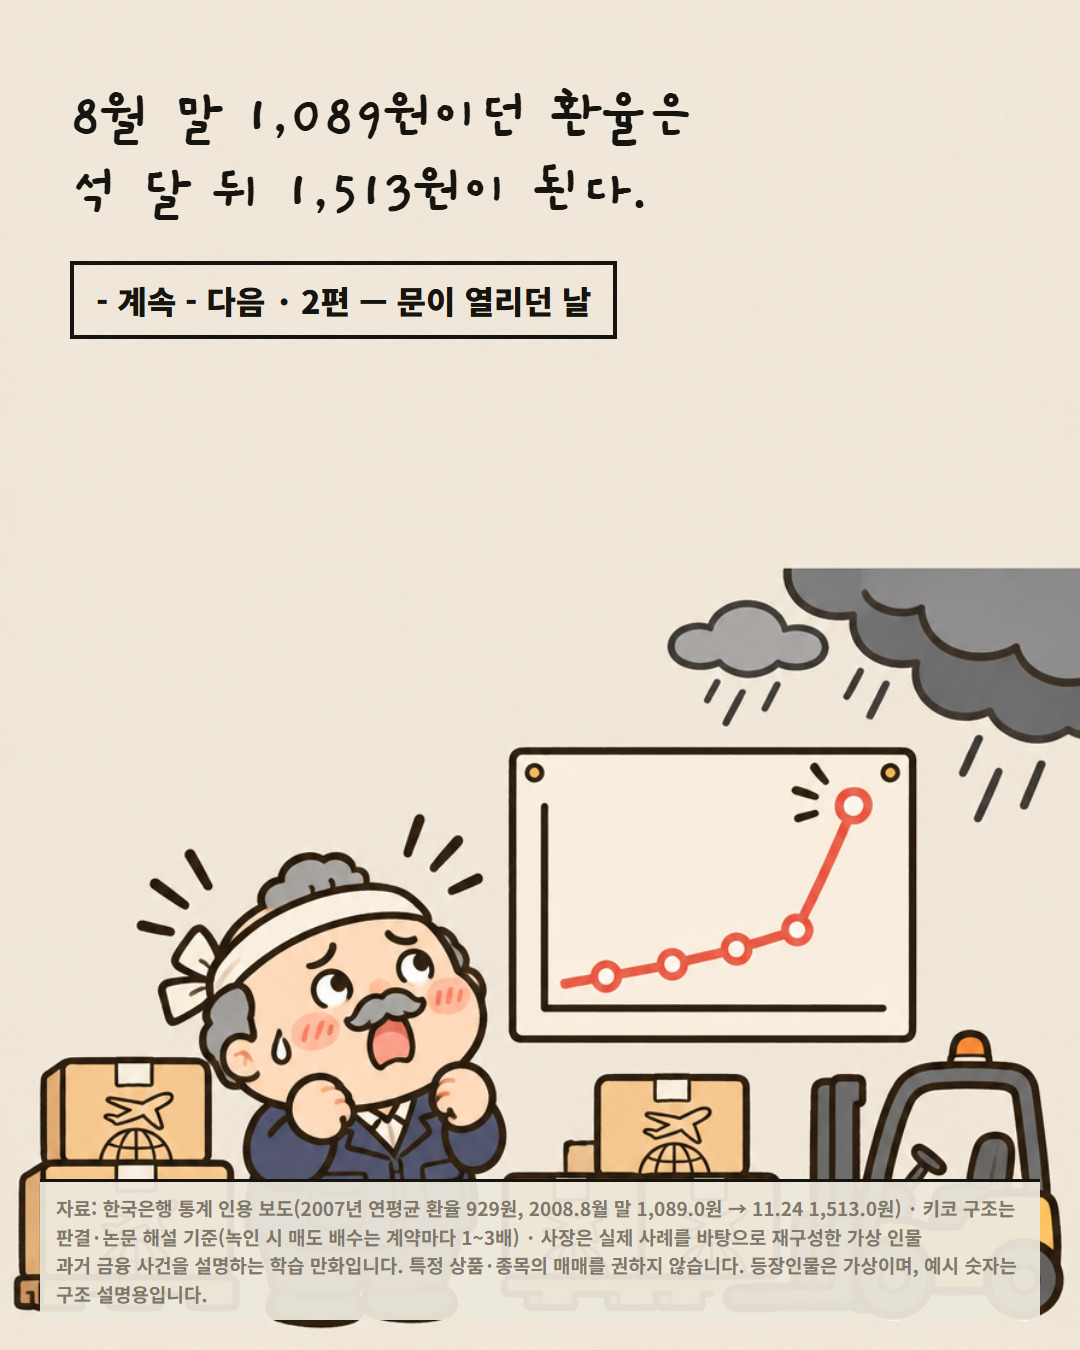 8월 말 1,089원이던 환율은
석 달 뒤 1,513원이 된다.
- 계속 - 다음 · 2편 — 문이 열리던 날
자료: 한국은행 통계 인용 보도(2007년 연평균 환율 929원, 2008.8월 말 1,089.0원 → 11.24 1,513.0원) · 키코 구조는
판결·논문 해설 기준(녹인 시 매도 배수는 계약마다 1~3배) · 사장은 실제 사례를 바탕으로 재구성한 가상 인물
과거 금융 사건을 설명하는 학습 만화입니다. 특정 상품·종목의 매매를 권하지 않습니다. 등장인물은 가상이며, 예시 숫자는
구조 설명용입니다.